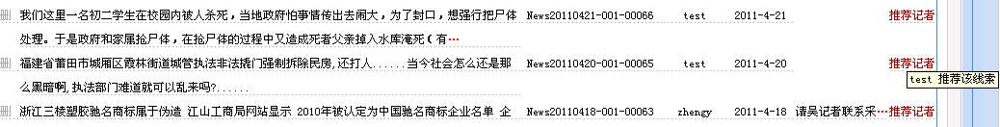 删 我们这里一名初二学生在校园内被人杀死,当地政府怕事情传出去闹大,为了封口,想强行把尸体 News20110421-001-00066 test 2011-4-21 推荐记者
处理。于是政府和家属抢尸体,在抢尸体的过程中又造成死者父亲掉入水库淹死(有…
删 福建省莆田市城厢区霞林街道城管执法非法撬门强制拆除民房,还打人......当今社会怎么还是那 News20110420-001-00065 test 2011-4-20 推荐记者
test 推荐该线索
么黑暗啊,执法部门难道就可以乱来吗?......
删 浙江三棱塑胶驰名商标属于伪造 江山工商局网站显示 2010年被认定为中国驰名商标企业名单 企 News20110418-001-00063 zhengy 2011-4-18 请吴记者联系采… 推荐记者